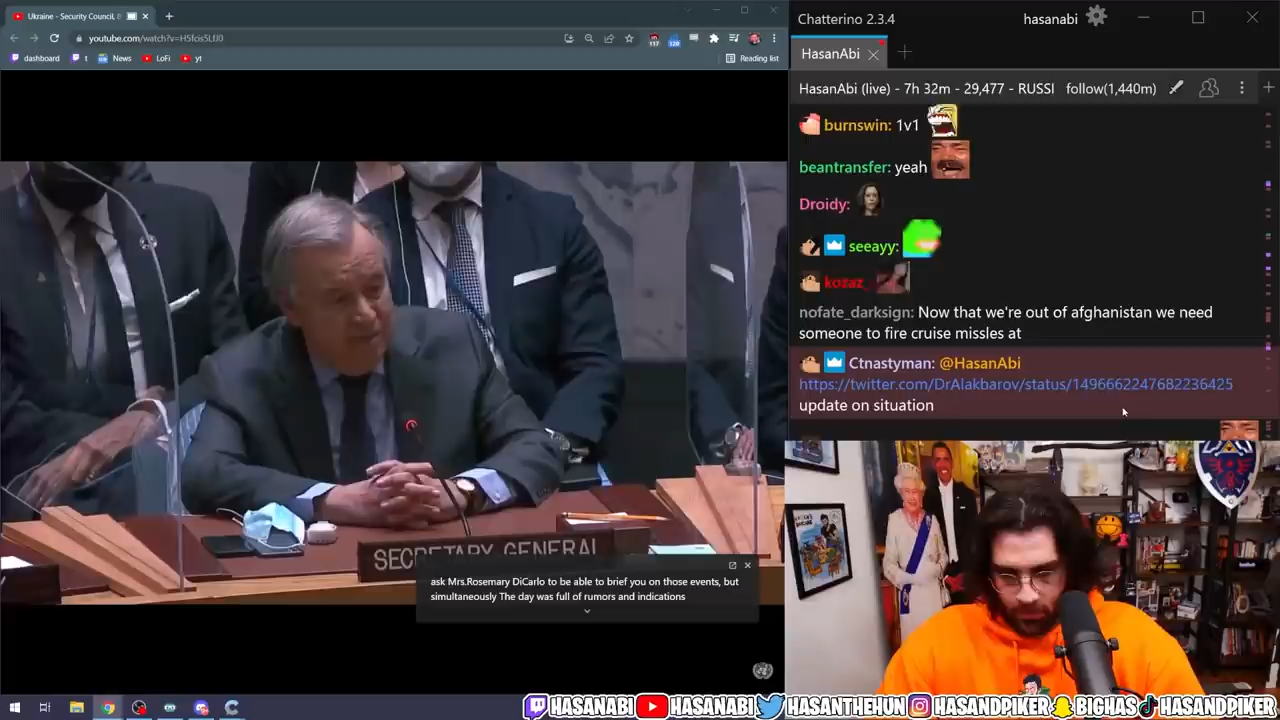 Ukraine - Security Council, 8
youtube.com/watch?v=H5fcis5LfJ0
117
128
dashboard
t
News
LoFi
yt
Reading list
SECRETARY GENERAL
ask Mrs.Rosemary DiCarlo to be able to brief you on those events, but
simultaneously The day was full of rumors and indications
Chatterino 2.3.4
hasanabi
HasanAbi
HasanAbi (live) - 7h 32m - 29,477 - RUSSI
follow(1,440m)
burnswin: 1v1
beantransfer: yeah
Droidy:
seeayy:
kozaz_
nofate_darksign: Now that we're out of afghanistan we need
someone to fire cruise missles at
Ctnastyman: @HasanAbi
https://twitter.com/DrAlakbarov/status/1496662247682236425
update on situation
HASANABI
HASANABI
HASANTHEHUN
HASANDPIKER
BIGHAS
HASANDPIKER